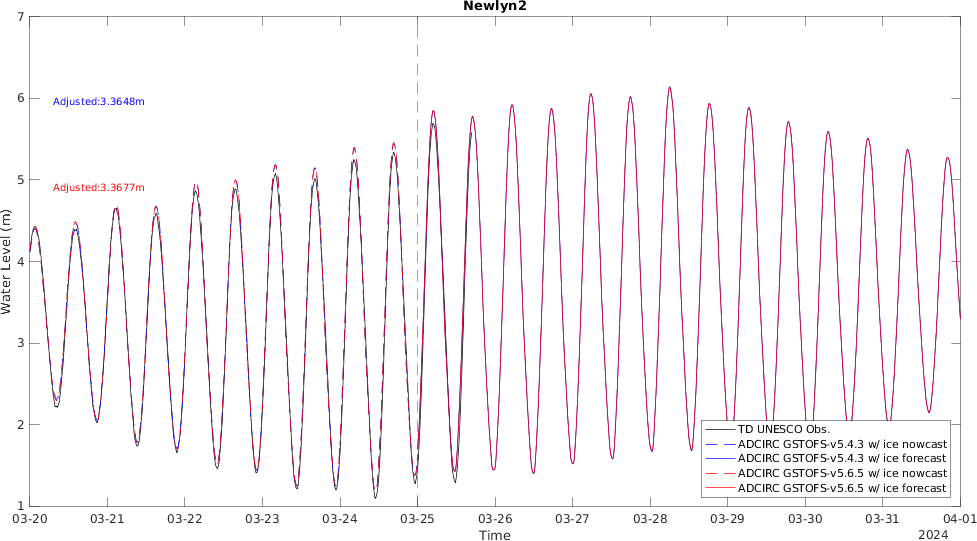 Newlyn2
7
6
5
4
3
2
1
Water Level (m)
Adjusted:3.3648m
Adjusted:3.3677m
TD UNESCO Obs.
ADCIRC GSTOFS-v5.4.3 w/ ice nowcast
ADCIRC GSTOFS-v5.4.3 w/ ice forecast
ADCIRC GSTOFS-v5.6.5 w/ ice nowcast
ADCIRC GSTOFS-v5.6.5 w/ ice forecast
03-20 03-21 03-22 03-23 03-24 03-25 03-26 03-27 03-28 03-29 03-30 03-31 04-01
Time
2024